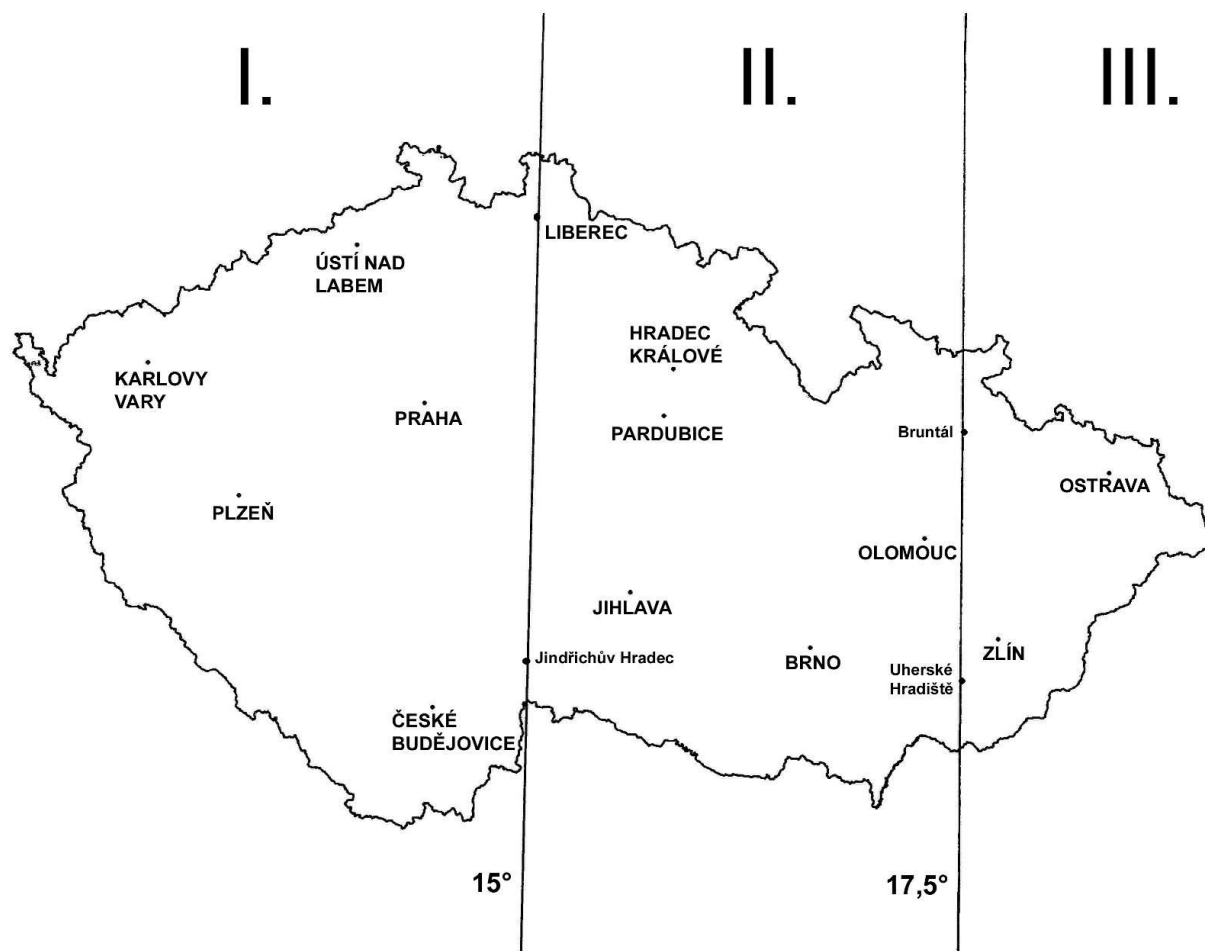 I.
II.
III.
LIBEREC
ÚSTÍ NAD
LABEM
HRADEC
KRÁLOVÉ
KARLOVY
VARY
PRAHA
PARDUBICE
Bruntál
OSTRAVA
PLZEŇ
OLOMOUC
JIHLAVA
Jindřichův Hradec
BRNO
ZLÍN
Uherské
Hradiště
ČESKÉ
BUDĚJOVICE
15°
17,5°